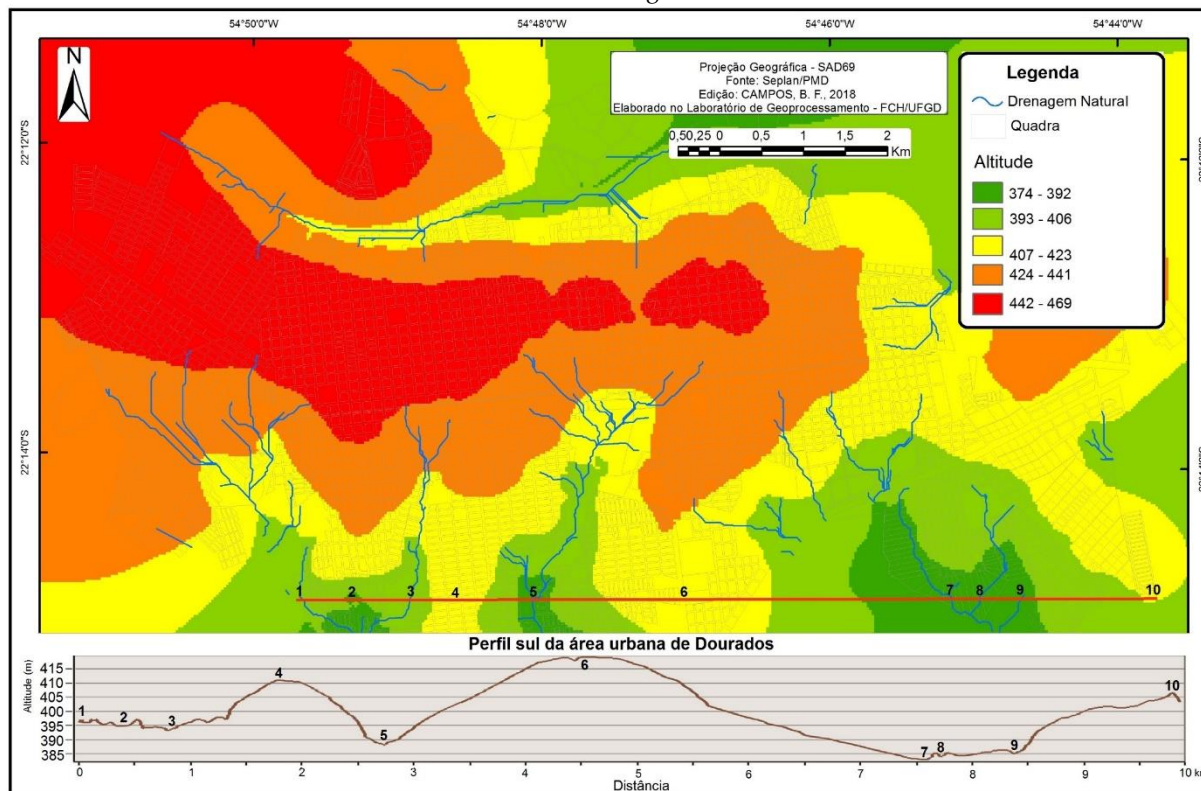 54°50'0"W
54°48'0"W
54°46'0"W
54°44'0"W
N
Projeção Geográfica - SAD69
Fonte: Seplan/PMD
Edição: CAMPOS, B. F., 2018
Elaborado no Laboratório de Geoprocessamento - FCH/UFGD
0,50,25 0 0,5 1 1,5 2
Km
Legenda
Drenagem Natural
Quadra
Altitude
374 - 392
393 - 406
407 - 423
424 - 441
442 - 469
22°12'0"S
22°14'0"S
1 2 3 4 5 6 7 8 9 10
Perfil sul da área urbana de Dourados
Altitude (m)
415
410
405
400
395
390
385
1 2 3 4 5 6 7 8 9 10
0 1 2 3 4 5 6 7 8 9 10 km
Distância